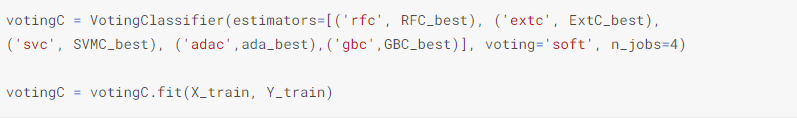 votingC = VotingClassifier(estimators=[('rfc', RFC_best), ('extc', ExtC_best),
('svc', SVMC_best), ('adac',ada_best),('gbc',GBC_best)], voting='soft', n_jobs=4)
votingC = votingC.fit(X_train, Y_train)